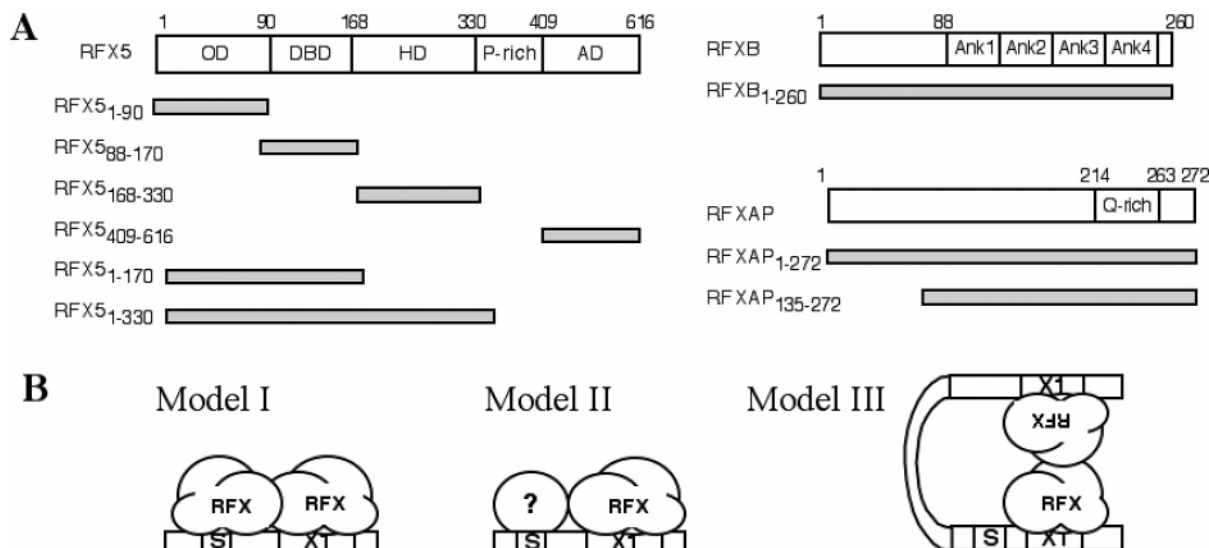 A
1 90 168 330 409 616
RFX5 OD DBD HD P-rich AD
RFX5 1-90
RFX5 88-170
RFX5 168-330
RFX5 409-616
RFX5 1-170
RFX5 1-330
1 88 260
RFXB Ank1 Ank2 Ank3 Ank4
RFXB 1-260
1 214 263 272
RFXAP Q-rich
RFXAP 1-272
RFXAP 135-272
B
Model I
RFX RFX
S X1
Model II
? RFX
S X1
Model III
X1
RFX
RFX
S X1